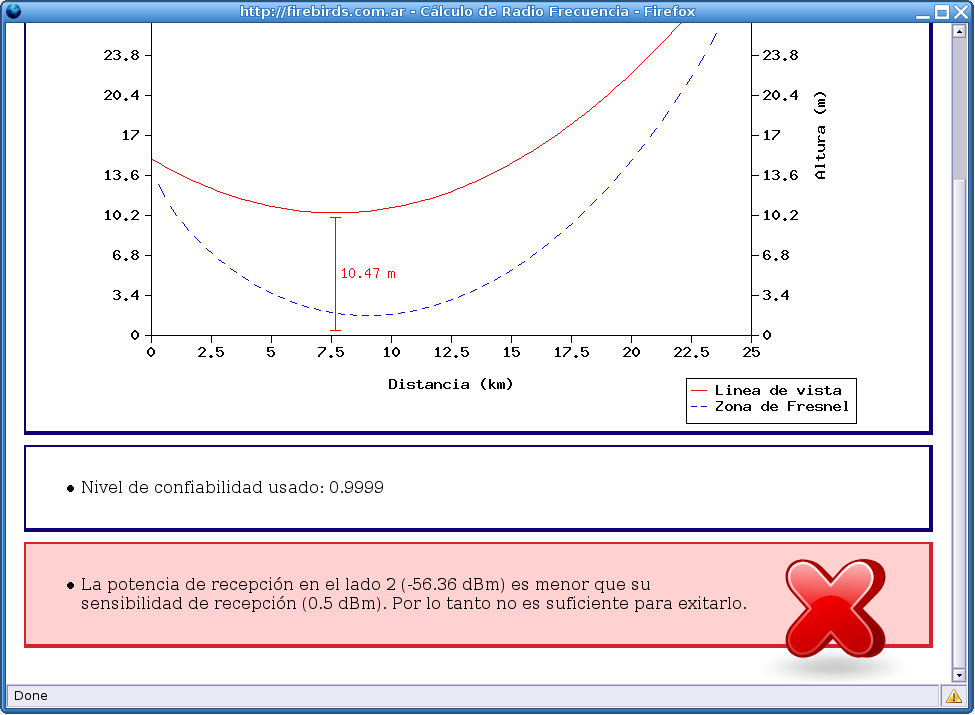 http://firebirds.com.ar - Cálculo de Radio Frecuencia - Firefox
23.8 23.8
20.4 20.4
17 17
13.6 13.6
10.2 10.2
6.8 6.8
3.4 3.4
0 0
Altura (m)
10.47 m
0 2.5 5 7.5 10 12.5 15 17.5 20 22.5 25
Distancia (km)
Linea de vista
Zona de Fresnel
Nivel de confiabilidad usado: 0.9999
La potencia de recepción en el lado 2 (-56.36 dBm) es menor que su
sensibilidad de recepción (0.5 dBm). Por lo tanto no es suficiente para exitarlo.
Done